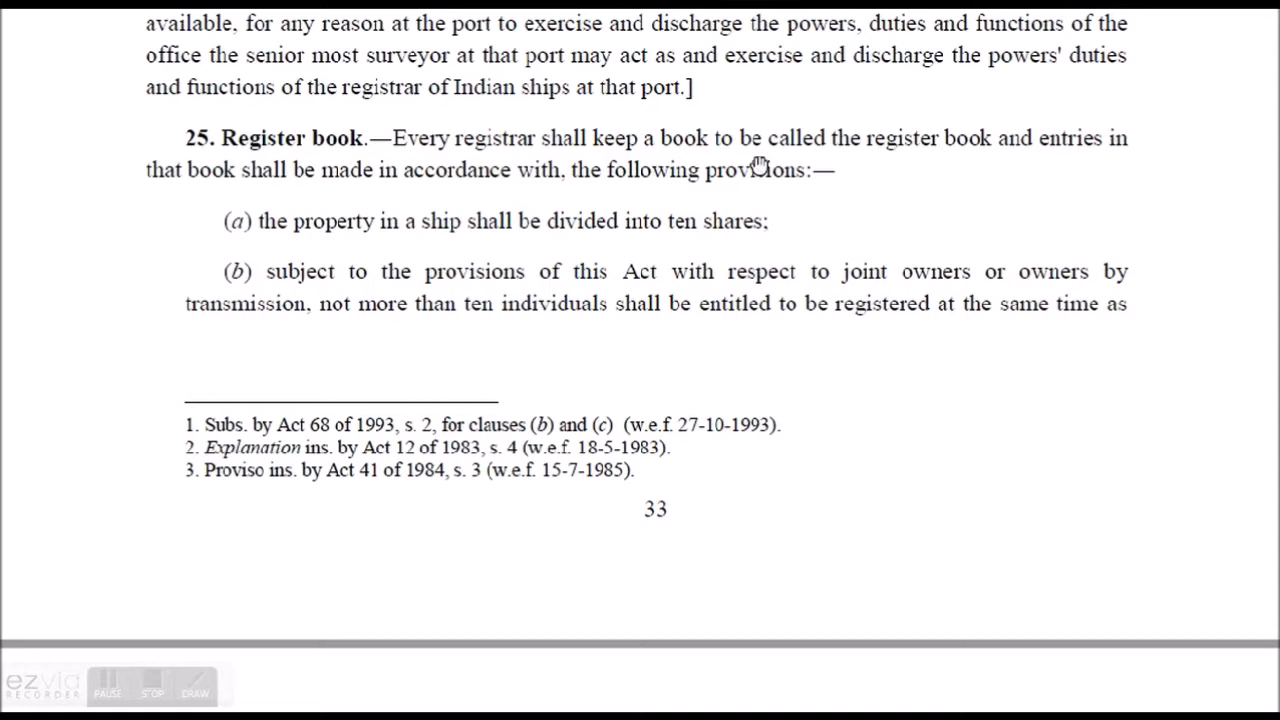 available, for any reason at the port to exercise and discharge the powers, duties and functions of the
office the senior most surveyor at that port may act as and exercise and discharge the powers' duties
and functions of the registrar of Indian ships at that port.]
25. Register book.—Every registrar shall keep a book to be called the register book and entries in
that book shall be made in accordance with, the following provisions:—
(a) the property in a ship shall be divided into ten shares;
(b) subject to the provisions of this Act with respect to joint owners or owners by
transmission, not more than ten individuals shall be entitled to be registered at the same time as
1. Subs. by Act 68 of 1993, s. 2, for clauses (b) and (c) (w.e.f. 27-10-1993).
2. Explanation ins. by Act 12 of 1983, s. 4 (w.e.f. 18-5-1983).
3. Proviso ins. by Act 41 of 1984, s. 3 (w.e.f. 15-7-1985).
33
ezvid
RECORDER
PAUSE STOP DRAW